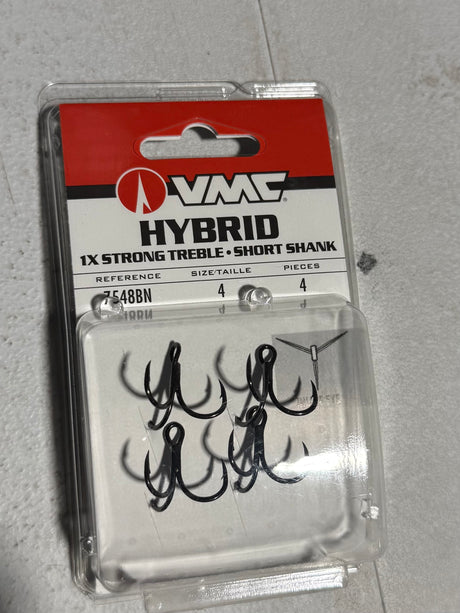 VMC®
HYBRID
1X STRONG TREBLE • SHORT SHANK
REFERENCE SIZE/TAILLE PIECES
7548BN 4 4